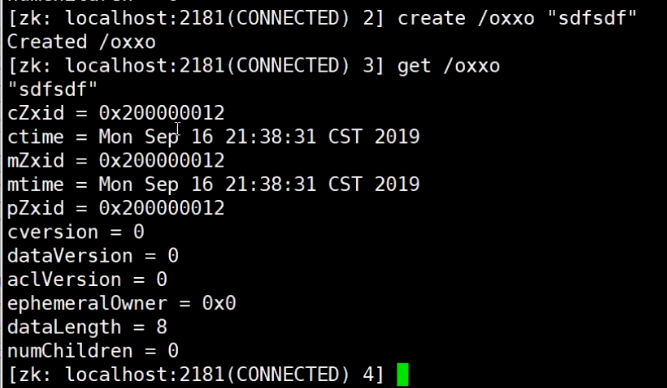 [zk: localhost:2181(CONNECTED) 2] create /oxxo "sdfsdf"
Created /oxxo
[zk: localhost:2181(CONNECTED) 3] get /oxxo
"sdfsdf"
cZxid = 0x200000012
ctime = Mon Sep 16 21:38:31 CST 2019
mZxid = 0x200000012
mtime = Mon Sep 16 21:38:31 CST 2019
pZxid = 0x200000012
cversion = 0
dataVersion = 0
aclVersion = 0
ephemeralOwner = 0x0
dataLength = 8
numChildren = 0
[zk: localhost:2181(CONNECTED) 4]